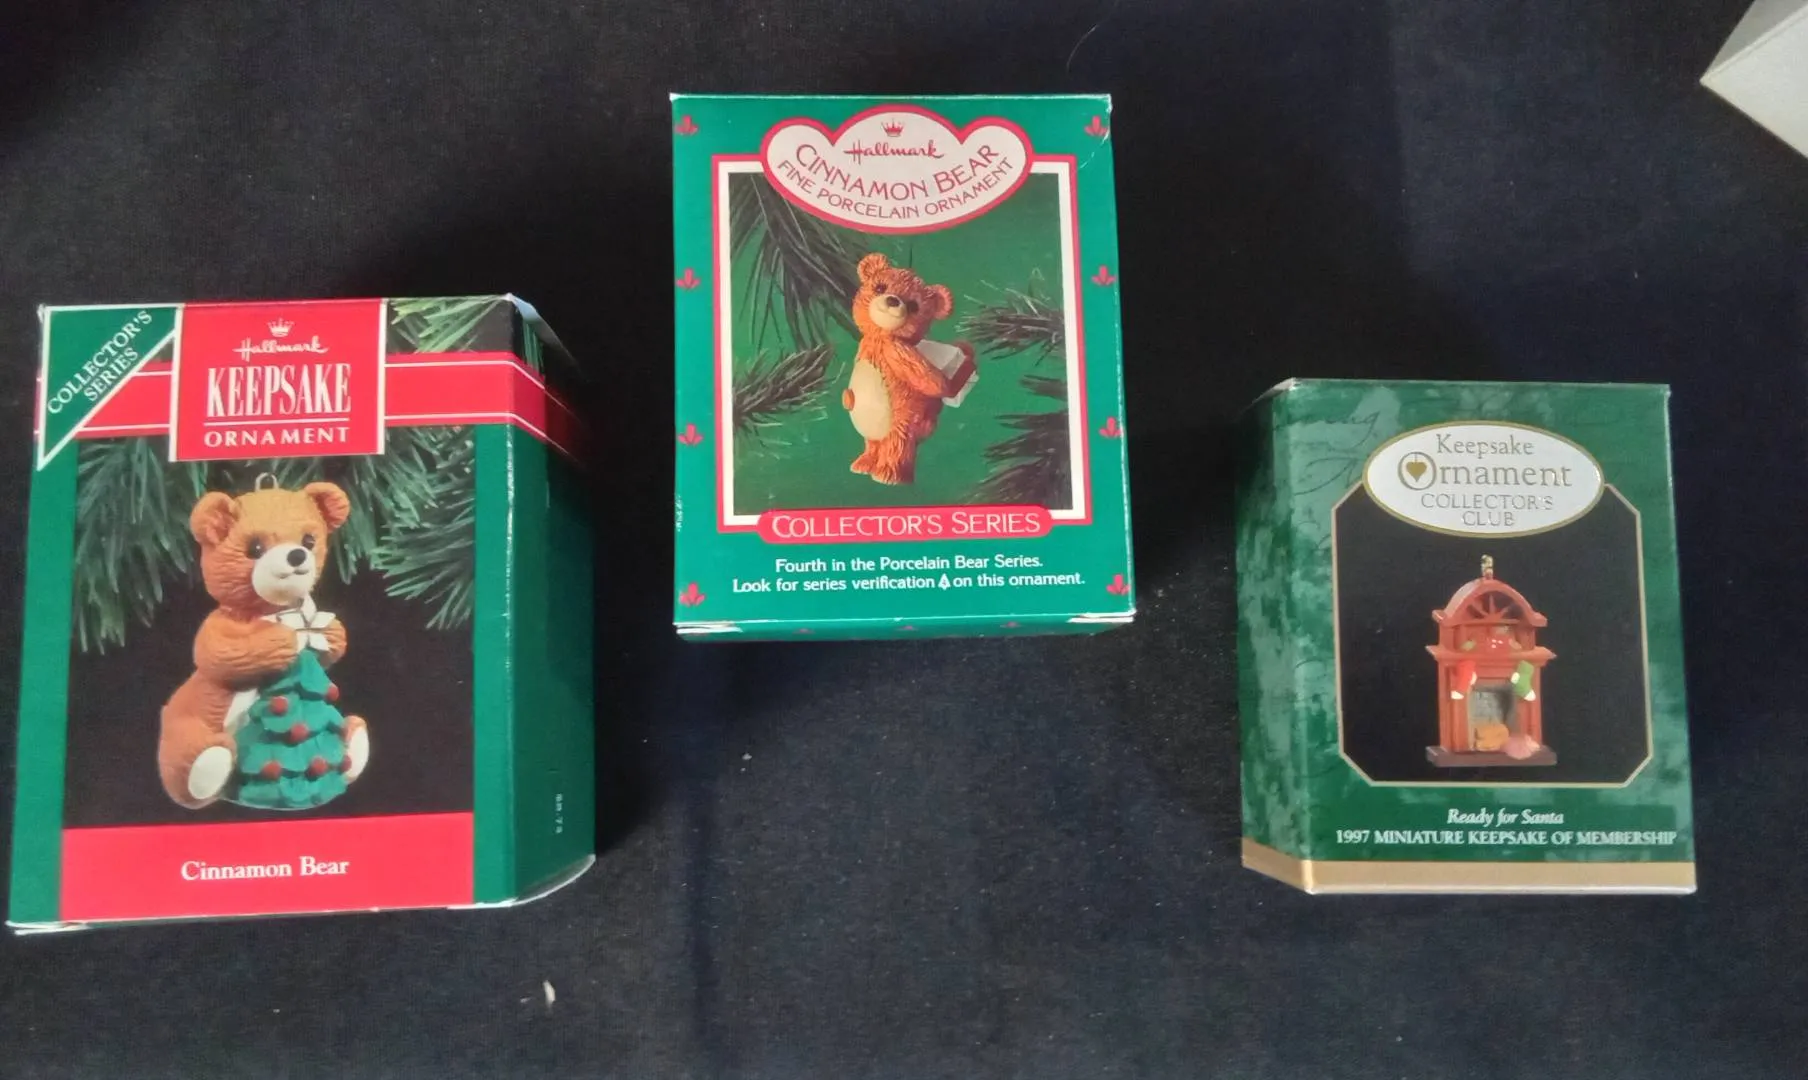 COLLECTOR'S
SERIES
Hallmark
KEEPSAKE
ORNAMENT
Cinnamon Bear
Hallmark
CINNAMON BEAR
FINE PORCELAIN ORNAMENT
COLLECTOR'S SERIES
Fourth in the Porcelain Bear Series.
Look for series verification on this ornament.
Keepsake
Ornament
COLLECTOR'S
CLUB
Ready for Santa
1997 MINIATURE KEEPSAKE OF MEMBERSHIP